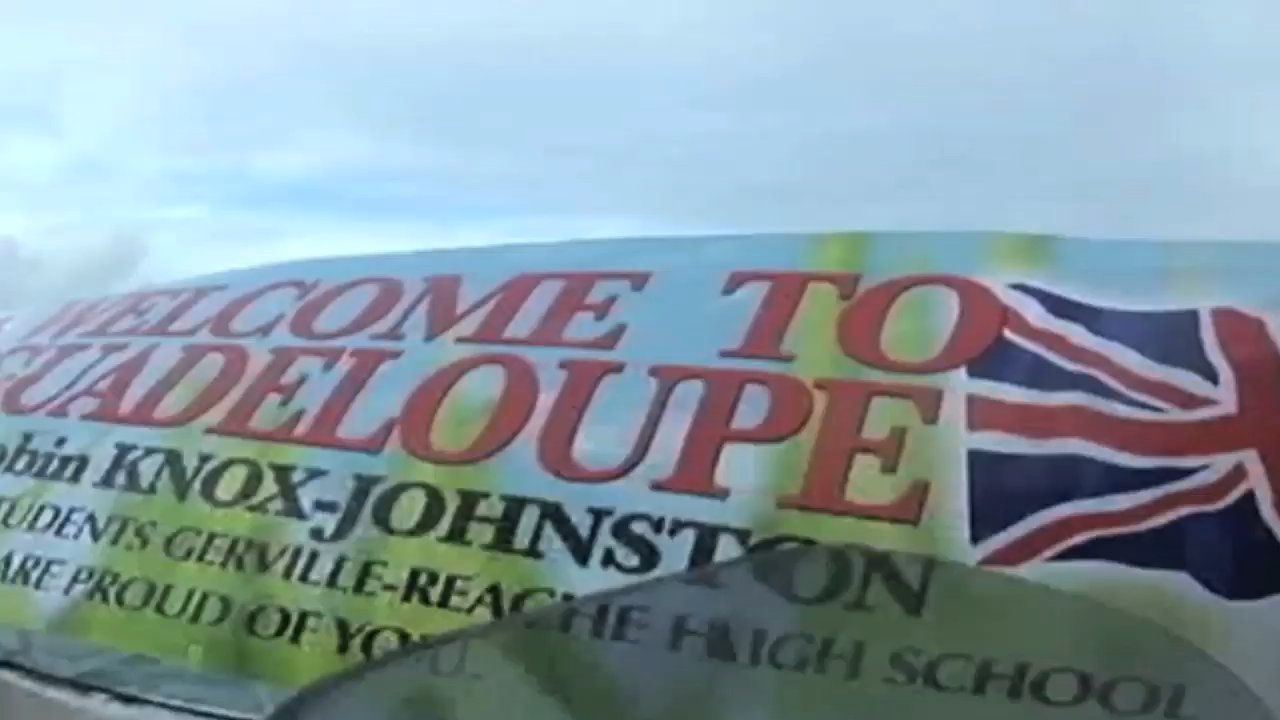 WELCOME TO
GUADELOUPE
obin KNOX-JOHNSTON
TUDENTS GERVILLE-REACHE HIGH SCHOOL
ARE PROUD OF YOU.